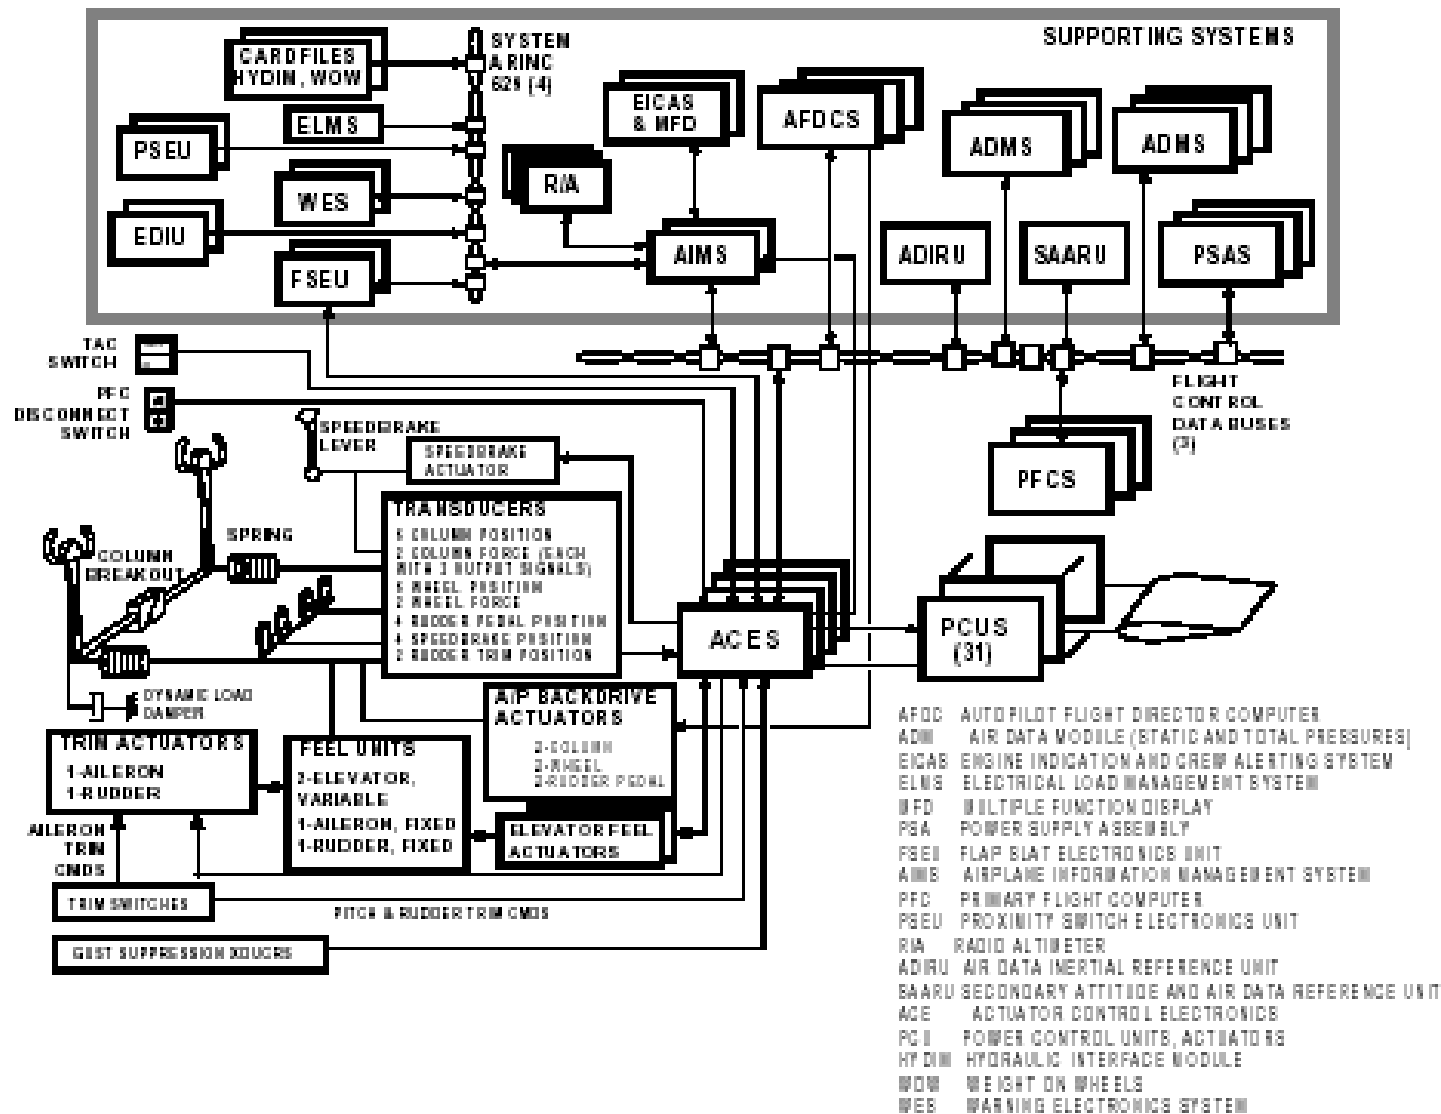 SUPPORTING SYSTEMS
CARDFILES
HYDIN, WOW
SYSTEM
ARINC
629 (4)
ELMS
PSEU
WES
EDIU
FSEU
EICAS
& MFD
R/A
AIMS
AFDCS
ADMS
ADMS
ADIRU
SAARU
PSAS
TAC
SWITCH
PFC
DISCONNECT
SWITCH
FLIGHT
CONTROL
DATA BUSES
(3)
PFCS
SPEEDBRAKE
LEVER
SPEEDBRAKE
ACTUATOR
SPRING
COLUMN
BREAKOUT
TRANSDUCERS
6 COLUMN POSITION
2 COLUMN FORCE (EACH
WITH 3 OUTPUT SIGNALS)
6 WHEEL POSITION
2 WHEEL FORCE
4 RUDDER PEDAL POSITION
4 SPEEDBRAKE POSITION
2 RUDDER TRIM POSITION
ACES
PCUS
(31)
DYNAMIC LOAD
DAMPER
TRIM ACTUATORS
1-AILERON
1-RUDDER
FEEL UNITS
2-ELEVATOR,
VARIABLE
1-AILERON, FIXED
1-RUDDER, FIXED
A/P BACKDRIVE
ACTUATORS
2-COLUMN
2-WHEEL
2-RUDDER PEDAL
ELEVATOR FEEL
ACTUATORS
AILERON
TRIM
CMDS
TRIM SWITCHES
PITCH & RUDDER TRIM CMDS
GUST SUPPRESSION XDUCRS
AFDC AUTOPILOT FLIGHT DIRECTOR COMPUTER
ADM AIR DATA MODULE (STATIC AND TOTAL PRESSURES)
EICAS ENGINE INDICATION AND CREW ALERTING SYSTEM
ELMS ELECTRICAL LOAD MANAGEMENT SYSTEM
MFD MULTIPLE FUNCTION DISPLAY
PSA POWER SUPPLY ASSEMBLY
FSEU FLAP SLAT ELECTRONICS UNIT
AIMS AIRPLANE INFORMATION MANAGEMENT SYSTEM
PFC PRIMARY FLIGHT COMPUTER
PSEU PROXIMITY SWITCH ELECTRONICS UNIT
R/A RADIO ALTIMETER
ADIRU AIR DATA INERTIAL REFERENCE UNIT
SAARU SECONDARY ATTITUDE AND AIR DATA REFERENCE UNIT
ACE ACTUATOR CONTROL ELECTRONICS
PCU POWER CONTROL UNITS, ACTUATORS
HYDIM HYDRAULIC INTERFACE MODULE
WOW WEIGHT ON WHEELS
WES WARNING ELECTRONICS SYSTEM